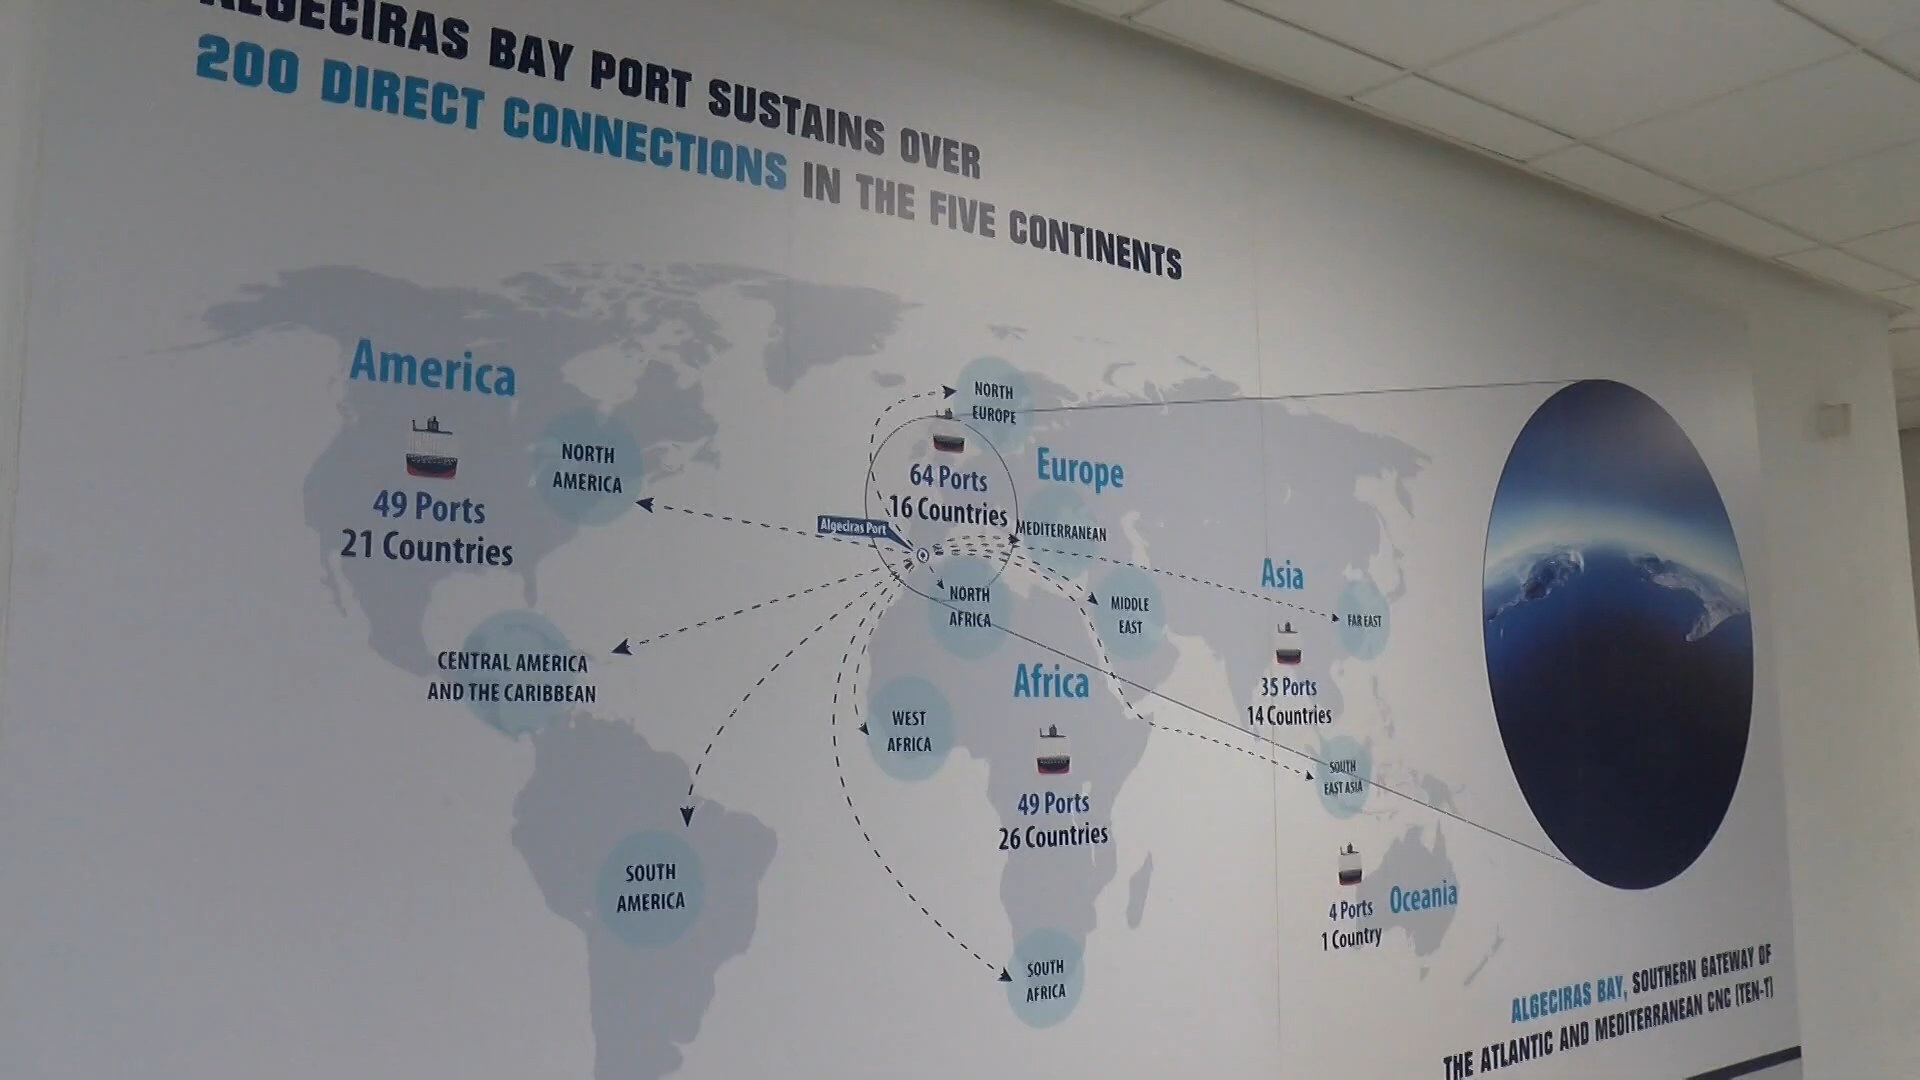 ALGECIRAS BAY PORT SUSTAINS OVER
200 DIRECT CONNECTIONS IN THE FIVE CONTINENTS
America
49 Ports
21 Countries
NORTH
AMERICA
CENTRAL AMERICA
AND THE CARIBBEAN
SOUTH
AMERICA
NORTH
EUROPE
64 Ports
16 Countries
Europe
MEDITERRANEAN
Algeciras Port
NORTH
AFRICA
MIDDLE
EAST
WEST
AFRICA
Africa
49 Ports
26 Countries
SOUTH
AFRICA
Asia
FAR EAST
35 Ports
14 Countries
SOUTH
EAST ASIA
4 Ports
1 Country
Oceania
ALGECIRAS BAY, SOUTHERN GATEWAY OF
THE ATLANTIC AND MEDITERRANEAN CNC (TEN-T)